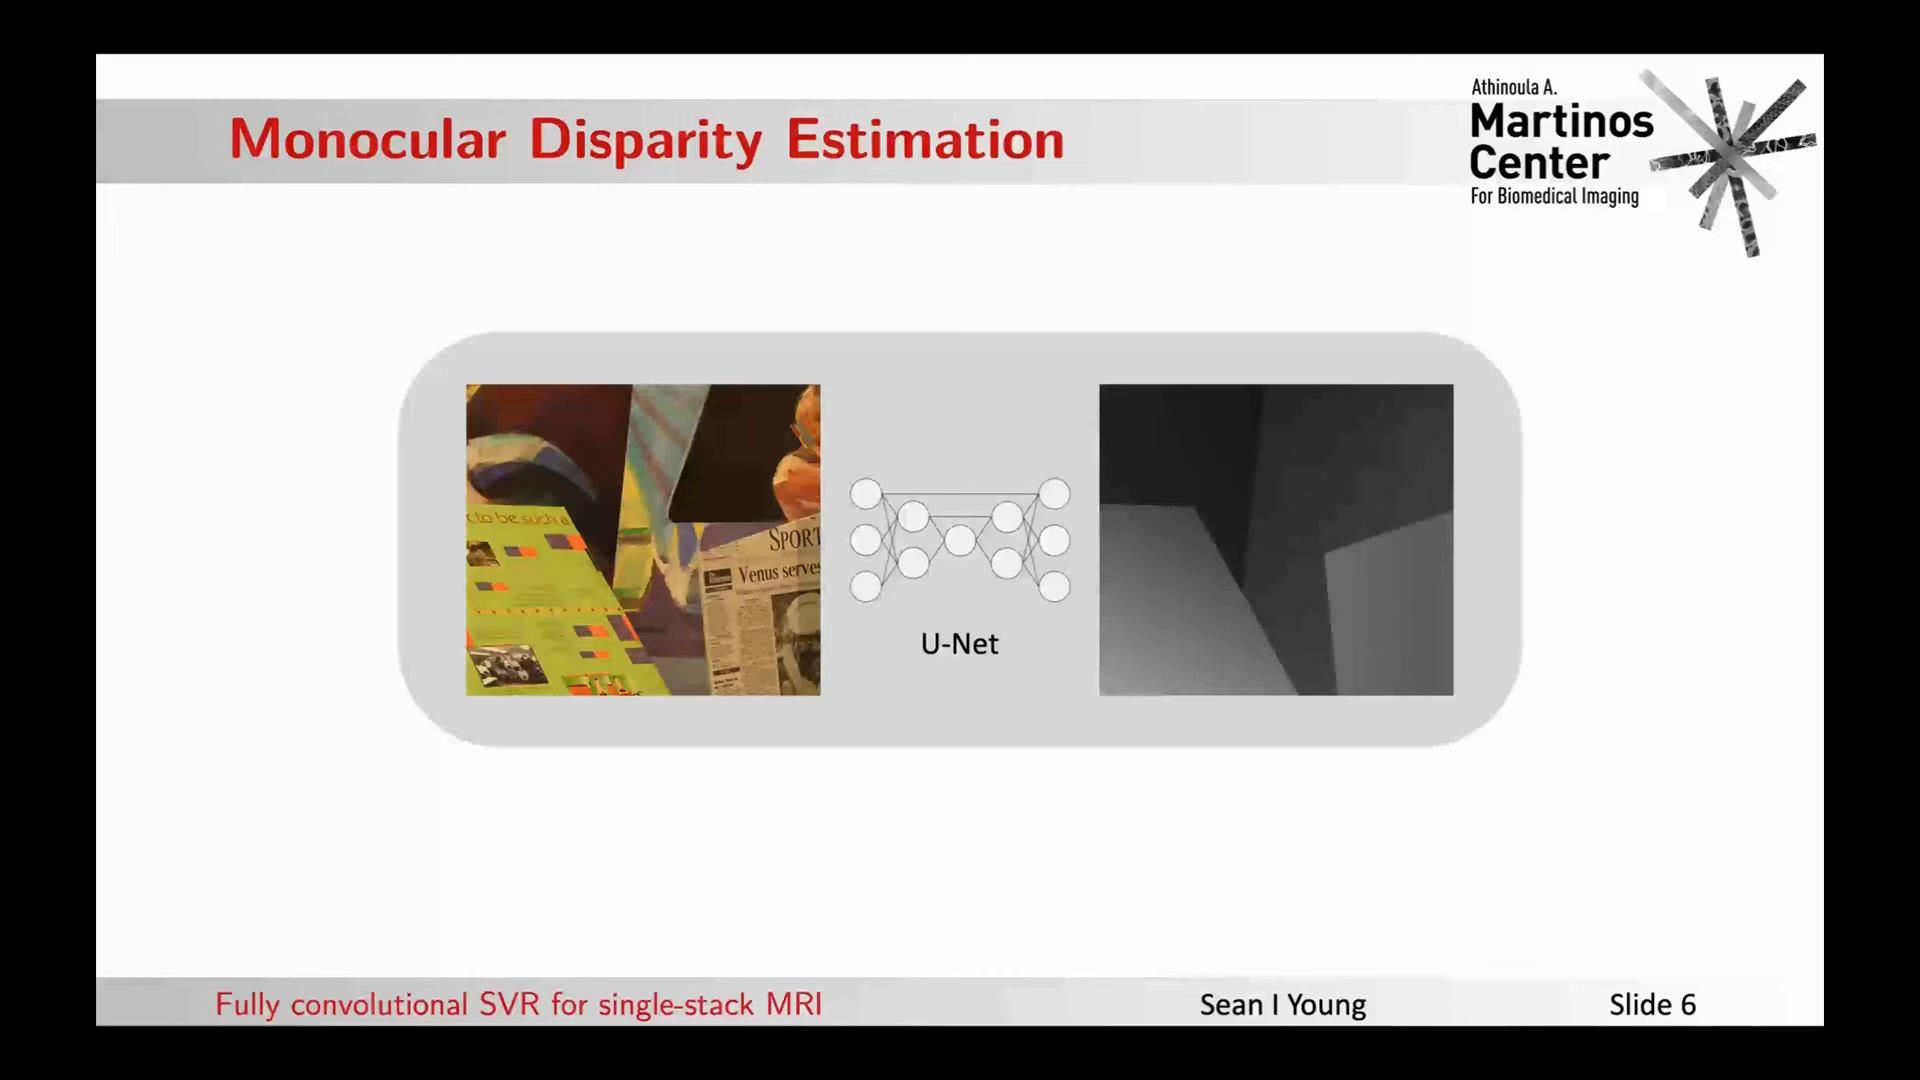 Monocular Disparity Estimation
Athinoula A.
Martinos
Center
For Biomedical Imaging
t to be such a
SPORT
Venus serves
U-Net
Fully convolutional SVR for single-stack MRI
Sean I Young
Slide 6